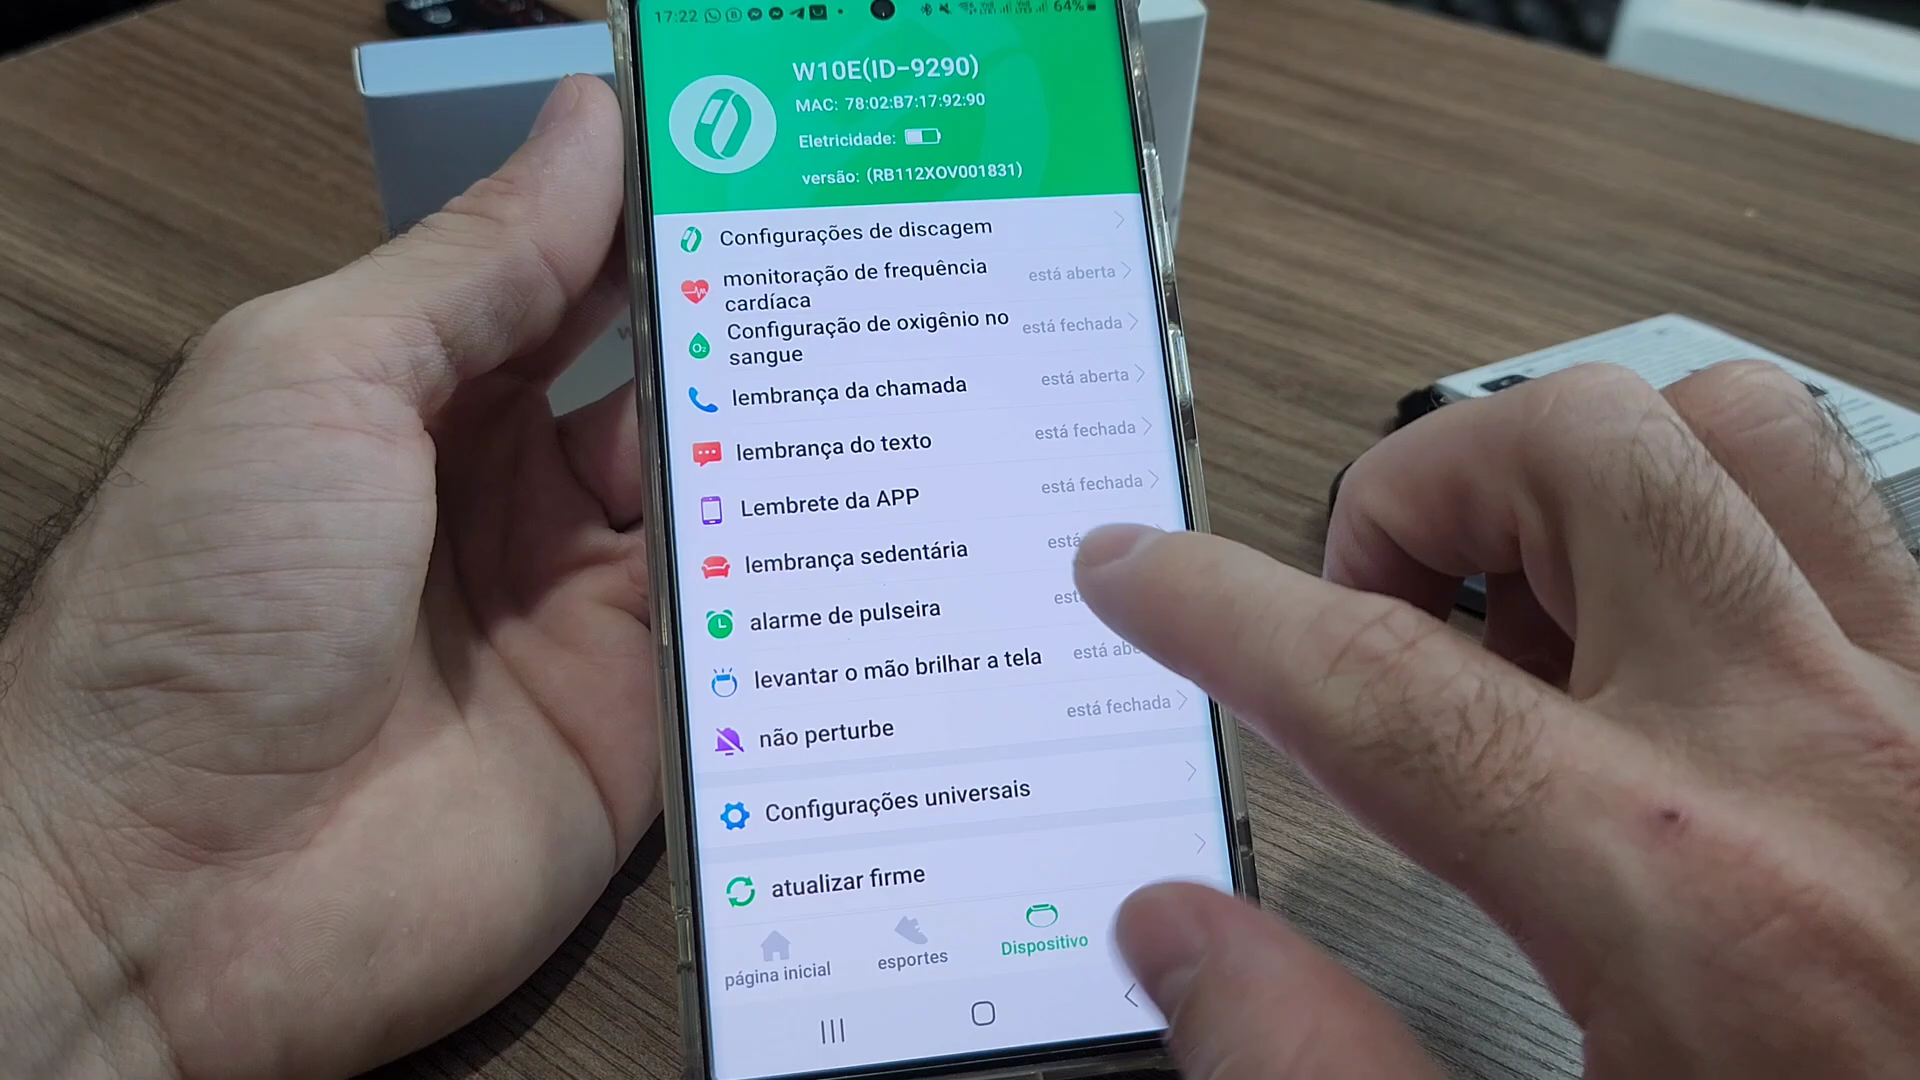 17:22
64%
W10E(ID-9290)
MAC: 78:02:B7:17:92:90
Eletricidade:
versão: (RB112XOV001831)
Configurações de discagem
monitoração de frequência
cardíaca
está aberta
Configuração de oxigênio no
sangue
está fechada
lembrança da chamada
está aberta
lembrança do texto
está fechada
Lembrete da APP
está fechada
lembrança sedentária
está
alarme de pulseira
levantar o mão brilhar a tela
está
não perturbe
está fechada
Configurações universais
atualizar firme
página inicial
esportes
Dispositivo